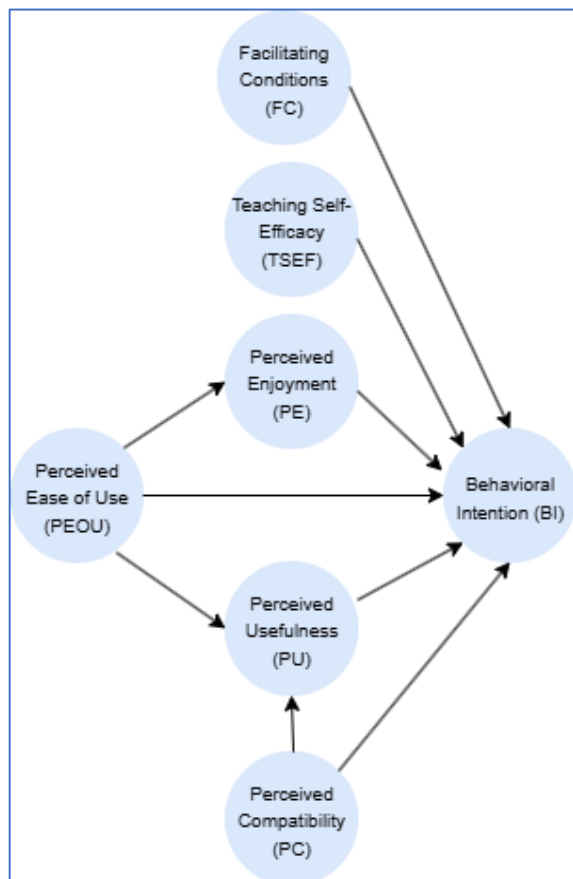 Facilitating
Conditions
(FC)
Teaching Self-
Efficacy
(TSEF)
Perceived
Enjoyment
(PE)
Perceived
Ease of Use
(PEOU)
Behavioral
Intention (BI)
Perceived
Usefulness
(PU)
Perceived
Compatibility
(PC)